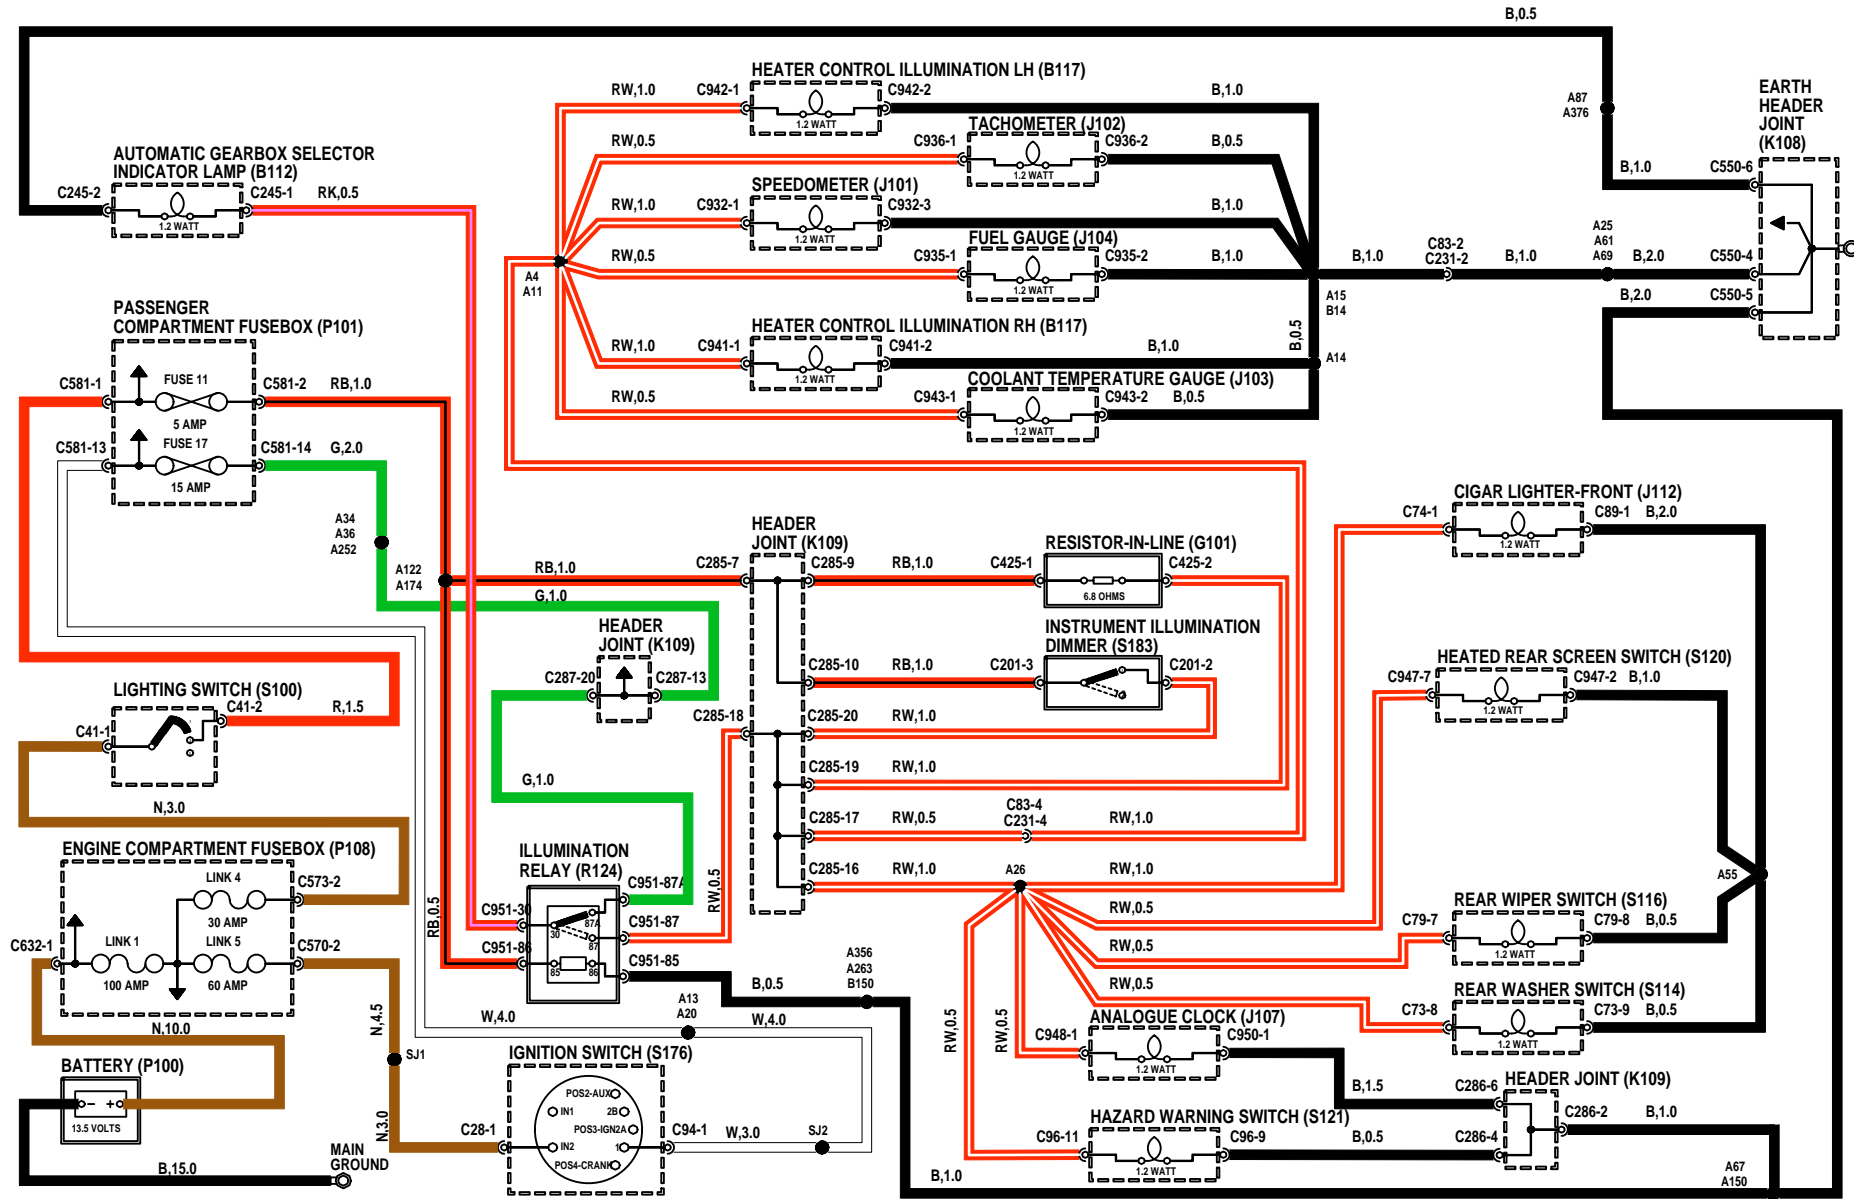 B,0.5
HEATER CONTROL ILLUMINATION LH (B117)
RW,1.0
C942-1
C942-2
1.2 WATT
B,1.0
A87
A376
EARTH
HEADER
JOINT
(K108)
TACHOMETER (J102)
RW,0.5
C936-1
C936-2
1.2 WATT
B,0.5
AUTOMATIC GEARBOX SELECTOR
INDICATOR LAMP (B112)
C245-2
C245-1
RK,0.5
1.2 WATT
SPEEDOMETER (J101)
RW,1.0
C932-1
C932-3
1.2 WATT
B,1.0
B,1.0
C550-6
FUEL GAUGE (J104)
RW,0.5
C935-1
C935-2
1.2 WATT
B,1.0
B,1.0
C83-2
C231-2
B,1.0
A25
A61
A69
B,2.0
C550-4
A4
A11
A15
B14
B,2.0
C550-5
PASSENGER
COMPARTMENT FUSEBOX (P101)
HEATER CONTROL ILLUMINATION RH (B117)
RW,1.0
C941-1
C941-2
1.2 WATT
B,1.0
B,0.5
A14
C581-1
FUSE 11
C581-2
RB,1.0
5 AMP
COOLANT TEMPERATURE GAUGE (J103)
RW,0.5
C943-1
C943-2
B,0.5
1.2 WATT
C581-13
FUSE 17
C581-14
G,2.0
15 AMP
A34
A36
A252
A122
A174
CIGAR LIGHTER-FRONT (J112)
C74-1
C89-1
B,2.0
1.2 WATT
HEADER
JOINT (K109)
RB,1.0
C285-7
C285-9
RB,1.0
RESISTOR-IN-LINE (G101)
C425-1
C425-2
6.8 OHMS
G,1.0
HEADER
JOINT (K109)
C287-20
C287-13
INSTRUMENT ILLUMINATION
DIMMER (S183)
C285-10
RB,1.0
C201-3
C201-2
HEATED REAR SCREEN SWITCH (S120)
C947-7
C947-2
B,1.0
1.2 WATT
LIGHTING SWITCH (S100)
C41-2
R,1.5
C41-1
C285-18
C285-20
RW,1.0
C285-19
RW,1.0
G,1.0
N,3.0
C285-17
RW,0.5
C83-4
C231-4
RW,1.0
ENGINE COMPARTMENT FUSEBOX (P108)
LINK 4
C573-2
30 AMP
ILLUMINATION
RELAY (R124)
C951-87A
C285-16
RW,1.0
A26
RW,1.0
A55
RB,0.5
RW,0.5
C951-30
30
87A
87
C951-87
RW,0.5
REAR WIPER SWITCH (S116)
C79-7
C79-8
B,0.5
1.2 WATT
C632-1
LINK 1
LINK 5
C570-2
100 AMP
60 AMP
C951-86
85
86
C951-85
RW,0.5
A356
A263
B150
B,0.5
RW,0.5
REAR WASHER SWITCH (S114)
C73-8
C73-9
B,0.5
1.2 WATT
N,10.0
N,4.5
W,4.0
A13
A20
W,4.0
RW,0.5
RW,0.5
ANALOGUE CLOCK (J107)
C948-1
C950-1
1.2 WATT
SJ1
BATTERY (P100)
-
+
13.5 VOLTS
IGNITION SWITCH (S176)
POS2-AUX
IN1
2B
POS3-IGN2A
IN2
1
POS4-CRANK
C28-1
C94-1
W,3.0
SJ2
N,3.0
B,1.5
C286-6
HEADER JOINT (K109)
C286-2
B,1.0
HAZARD WARNING SWITCH (S121)
C96-11
C96-9
B,0.5
C286-4
1.2 WATT
MAIN
GROUND
B,15.0
B,1.0
A67
A150